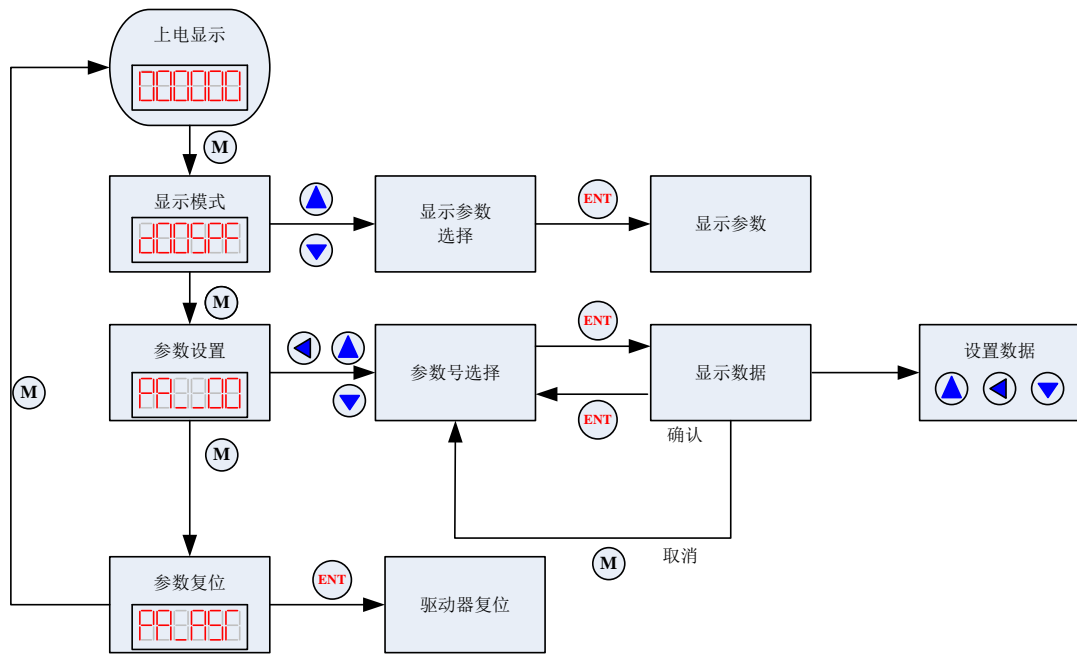 上电显示
M
显示模式
显示参数
选择
ENT
显示参数
M
参数设置
PA__00
参数号选择
ENT
ENT
显示数据
确认
设置数据
M
M
取消
M
参数复位
ENT
驱动器复位